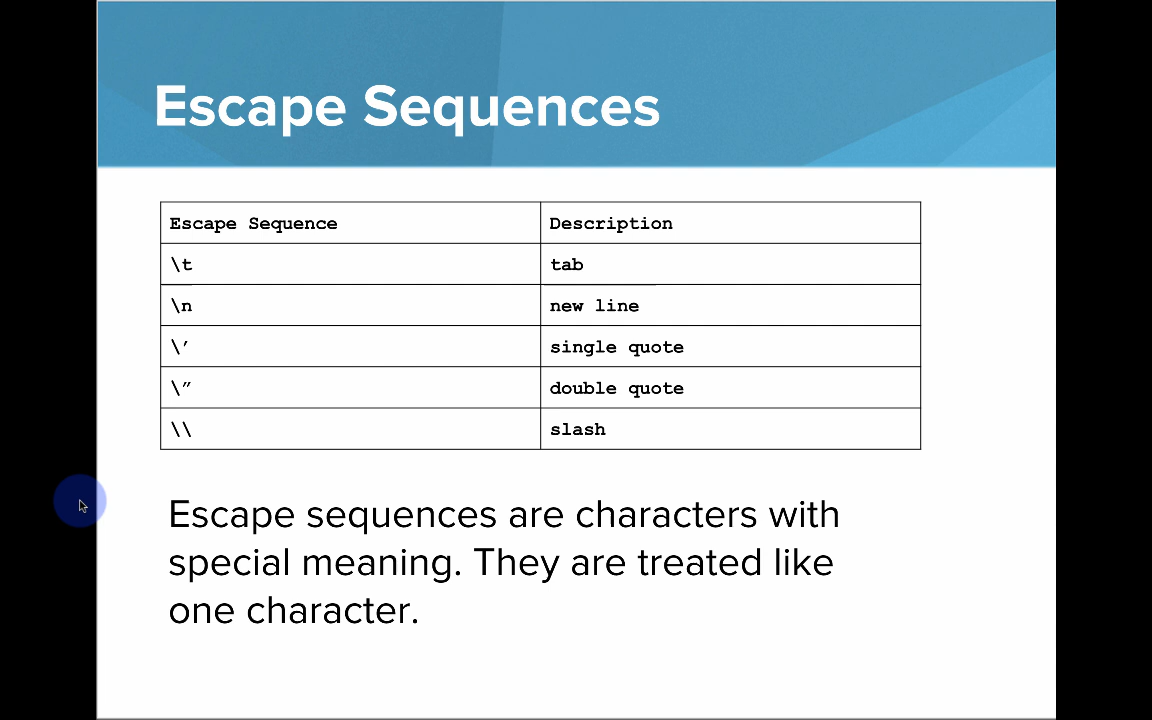 Escape Sequences
Escape Sequence Description
\t tab
\n new line
\’ single quote
\” double quote
\\ slash
Escape sequences are characters with
special meaning. They are treated like
one character.